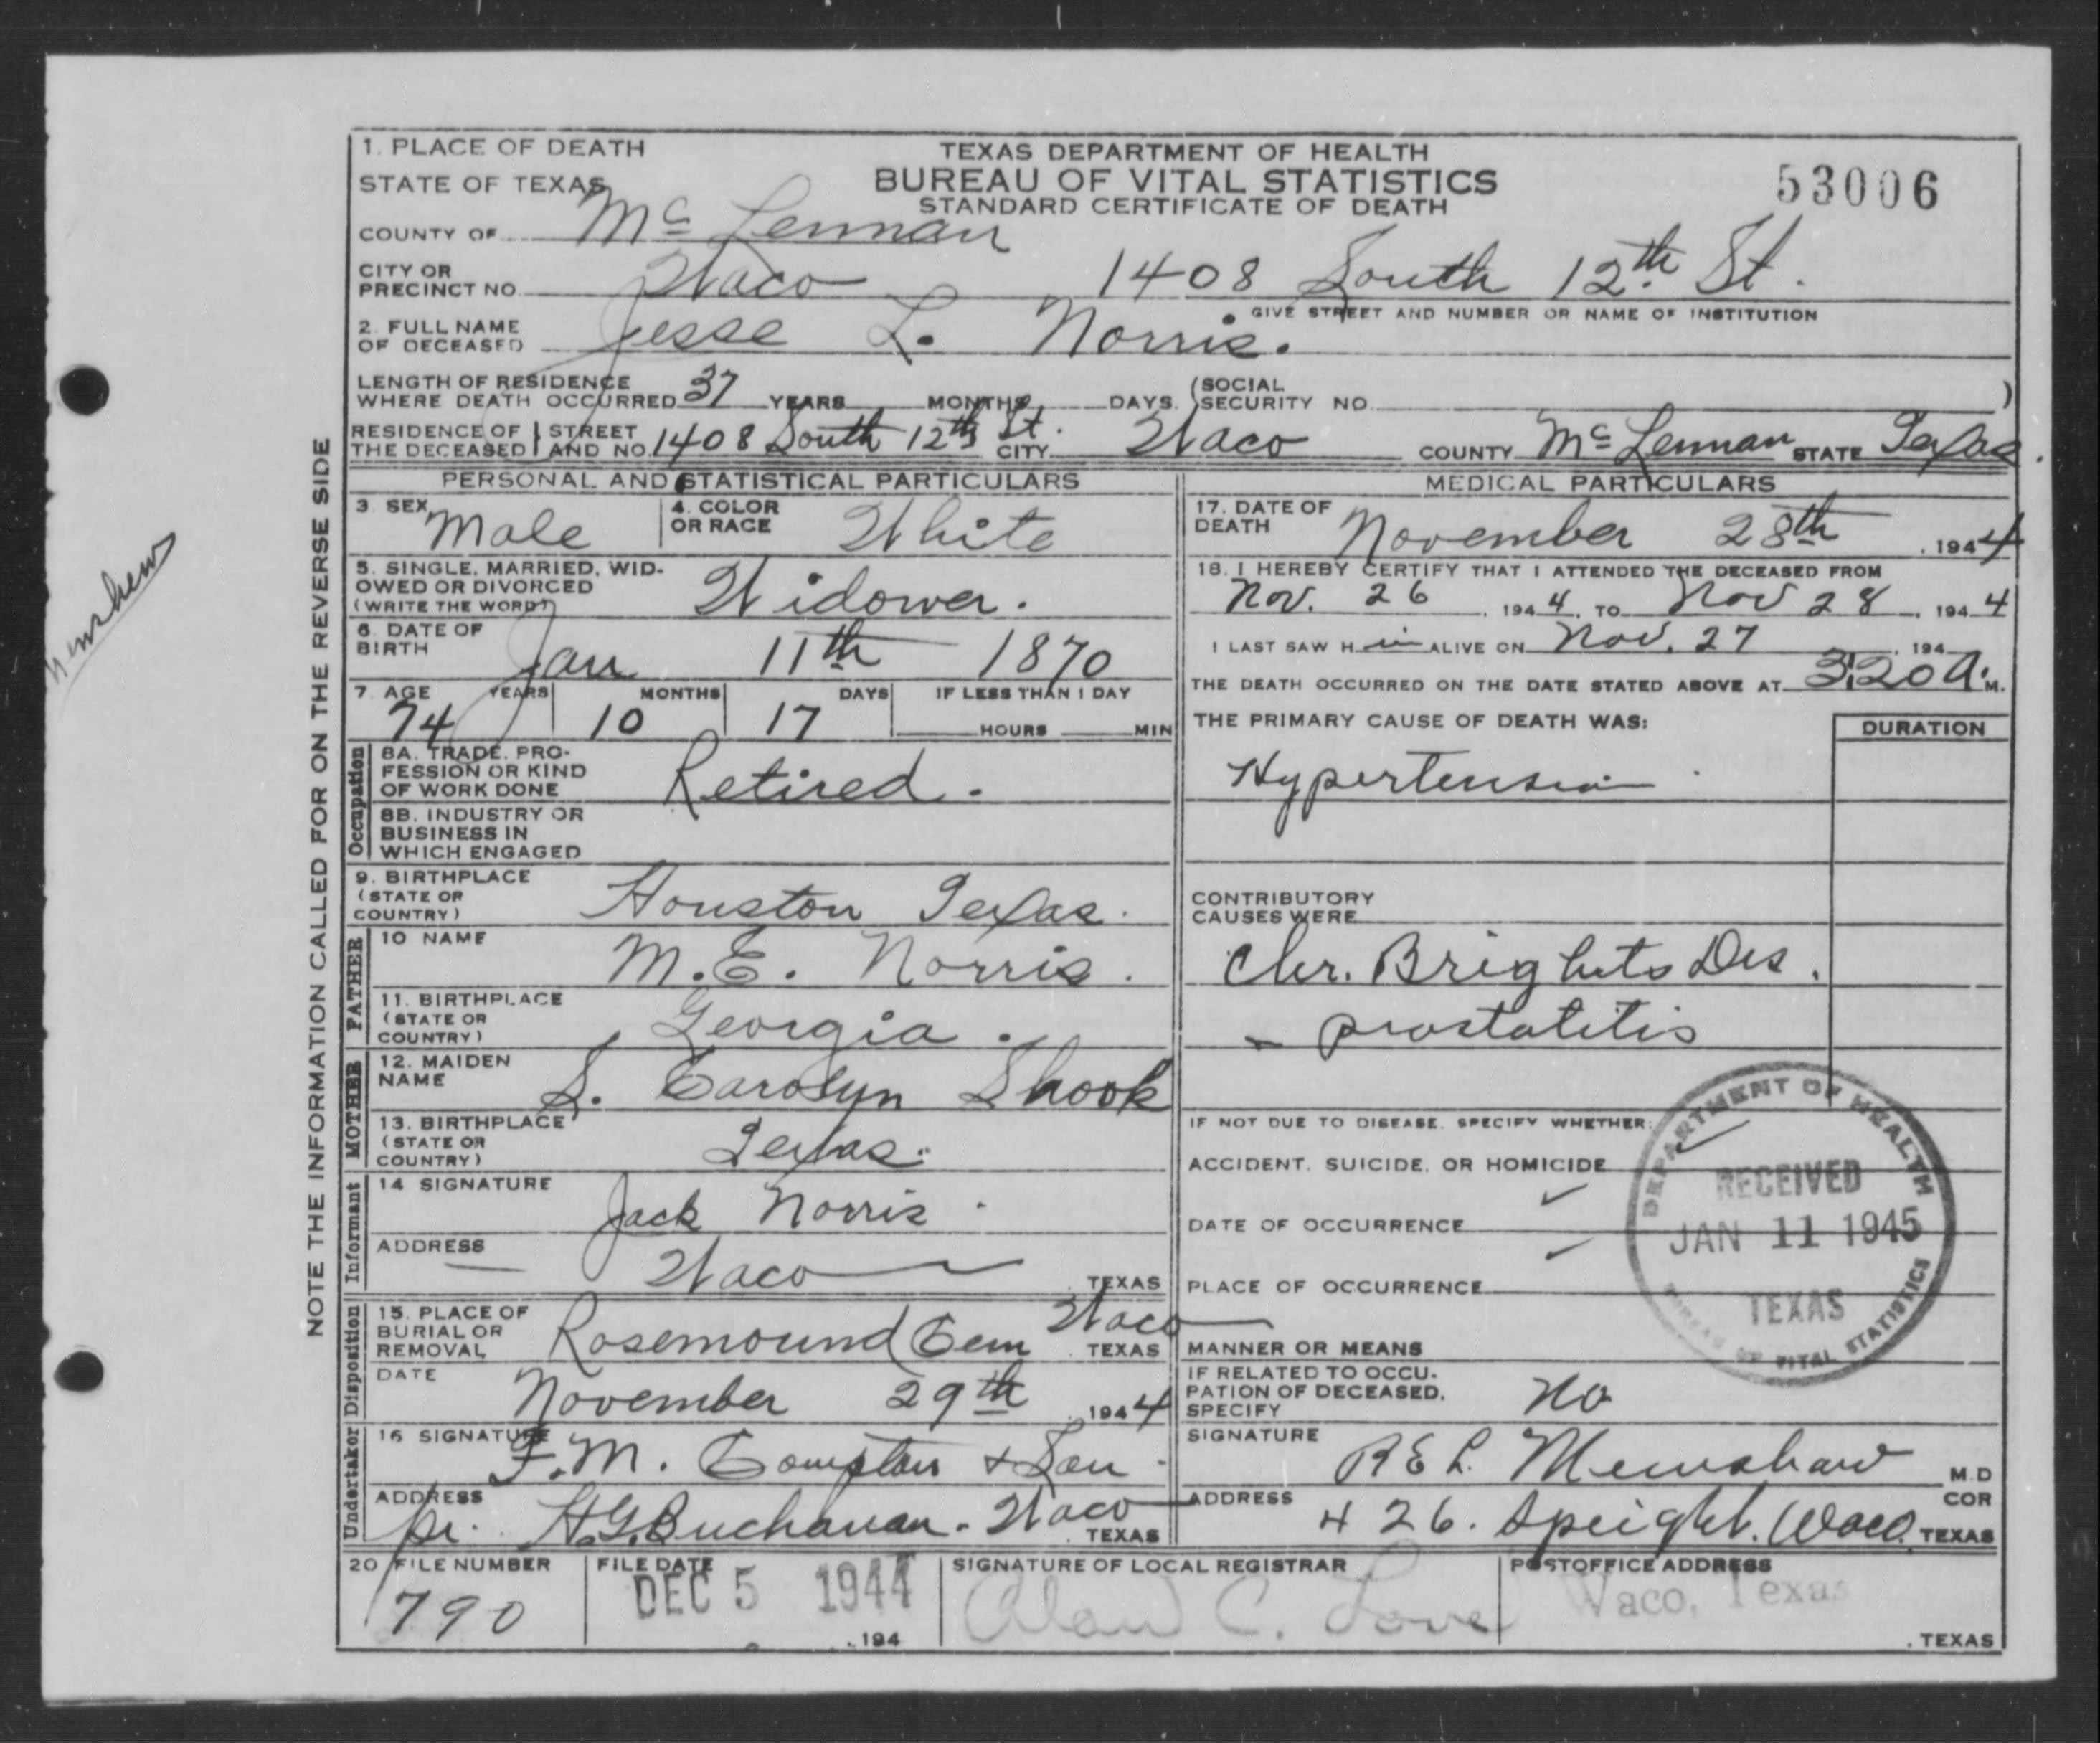 1. PLACE OF DEATH
STATE OF TEXAS
TEXAS DEPARTMENT OF HEALTH
BUREAU OF VITAL STATISTICS
STANDARD CERTIFICATE OF DEATH
53006
COUNTY OF Mc Lennan
CITY OR PRECINCT NO. Waco 1408 South 12th St.
GIVE STREET AND NUMBER OR NAME OF INSTITUTION
2. FULL NAME OF DECEASED Jesse L. Norris.
LENGTH OF RESIDENCE WHERE DEATH OCCURRED 37 YEARS MONTHS DAYS (SOCIAL SECURITY NO. )
RESIDENCE OF THE DECEASED STREET AND NO. 1408 South 12th St. CITY Waco COUNTY Mc Lennan STATE Texas.
PERSONAL AND STATISTICAL PARTICULARS
3. SEX Male 4. COLOR OR RACE White
5. SINGLE, MARRIED, WIDOWED OR DIVORCED (WRITE THE WORD) Widower.
6. DATE OF BIRTH Jan 11th 1870
7. AGE 74 YEARS 10 MONTHS 17 DAYS IF LESS THAN 1 DAY HOURS MIN
Occupation
8A. TRADE, PROFESSION OR KIND OF WORK DONE Retired.
8B. INDUSTRY OR BUSINESS IN WHICH ENGAGED
9. BIRTHPLACE (STATE OR COUNTRY) Houston Texas.
FATHER
10 NAME M.E. Norris.
11. BIRTHPLACE (STATE OR COUNTRY) Georgia.
MOTHER
12. MAIDEN NAME S. Carolyn Shook
13. BIRTHPLACE (STATE OR COUNTRY) Texas.
Informant
14 SIGNATURE Jack Norris.
ADDRESS Waco TEXAS
Disposition
15. PLACE OF BURIAL OR REMOVAL Rosemound Cem Waco TEXAS
DATE November 29th 1944
Undertaker
16 SIGNATURE F.M. Compton & Son
ADDRESS pr. H.G. Buchanan - Waco TEXAS
MEDICAL PARTICULARS
17. DATE OF DEATH November 28th, 1944
18. I HEREBY CERTIFY THAT I ATTENDED THE DECEASED FROM
Nov. 26, 1944, TO Nov 28, 1944
I LAST SAW H im ALIVE ON Nov. 27, 194
THE DEATH OCCURRED ON THE DATE STATED ABOVE AT 3:20 A. M.
THE PRIMARY CAUSE OF DEATH WAS: DURATION
Hypertension
CONTRIBUTORY CAUSES WERE
Chr. Brights Dis.
prostatitis
IF NOT DUE TO DISEASE, SPECIFY WHETHER:
ACCIDENT, SUICIDE, OR HOMICIDE
DATE OF OCCURRENCE
PLACE OF OCCURRENCE
MANNER OR MEANS
IF RELATED TO OCCUPATION OF DECEASED, SPECIFY No
SIGNATURE R E L. M.D
COR
ADDRESS 426. Speight. Waco. TEXAS
DEPARTMENT OF HEALTH
RECEIVED
JAN 11 1945
TEXAS
BUREAU OF VITAL STATISTICS
20 FILE NUMBER 790
FILE DATE DEC 5 1944 , 194
SIGNATURE OF LOCAL REGISTRAR C. Love
POSTOFFICE ADDRESS Waco, Texas
, TEXAS
NOTE THE INFORMATION CALLED FOR ON THE REVERSE SIDE